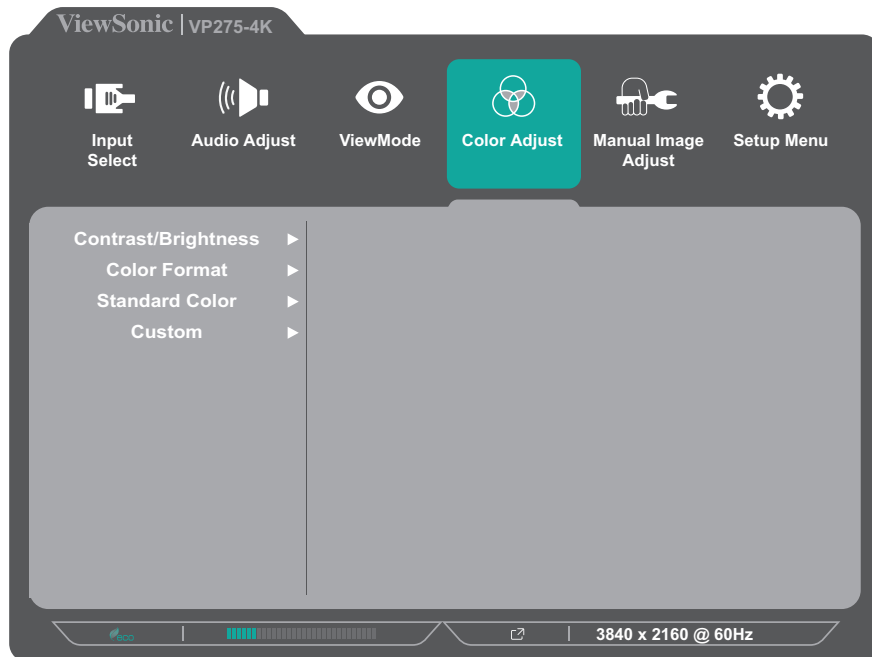 ViewSonic | VP275-4K
Input
Select
Audio Adjust
ViewMode
Color Adjust
Manual Image
Adjust
Setup Menu
Contrast/Brightness
Color Format
Standard Color
Custom
eco
3840 x 2160 @ 60Hz